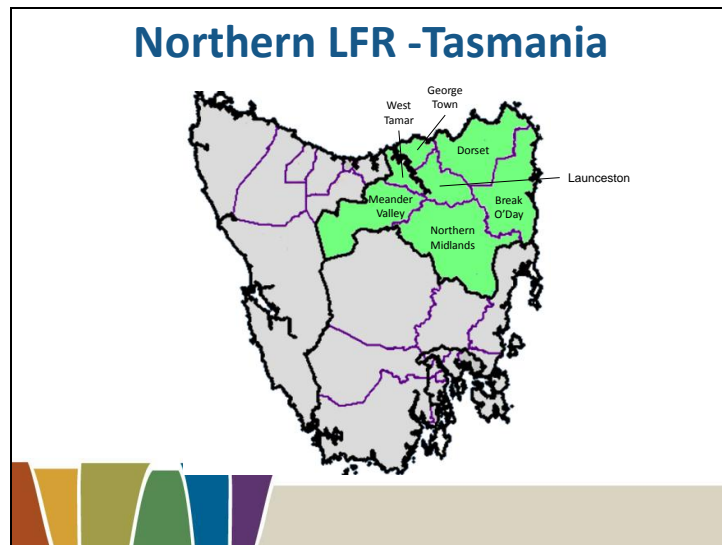 Northern LFR -Tasmania
George
Town
West
Tamar
Dorset
Launceston
Meander
Valley
Break
O'Day
Northern
Midlands